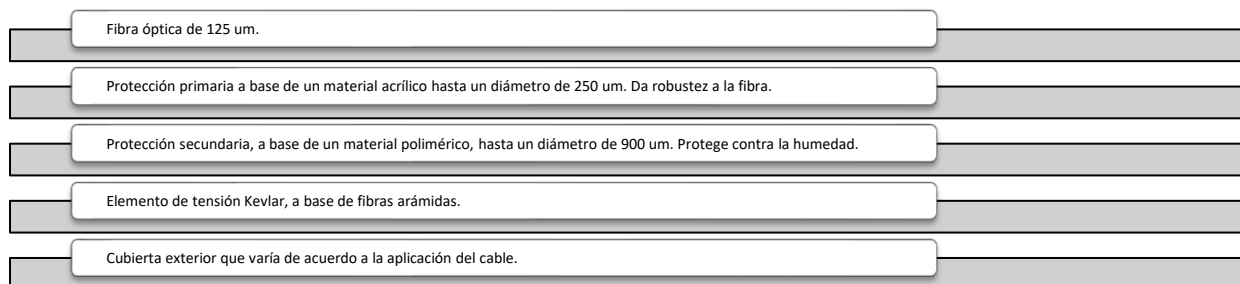 Fibra óptica de 125 um.
Protección primaria a base de un material acrílico hasta un diámetro de 250 um. Da robustez a la fibra.
Protección secundaria, a base de un material polimérico, hasta un diámetro de 900 um. Protege contra la humedad.
Elemento de tensión Kevlar, a base de fibras arámidas.
Cubierta exterior que varía de acuerdo a la aplicación del cable.